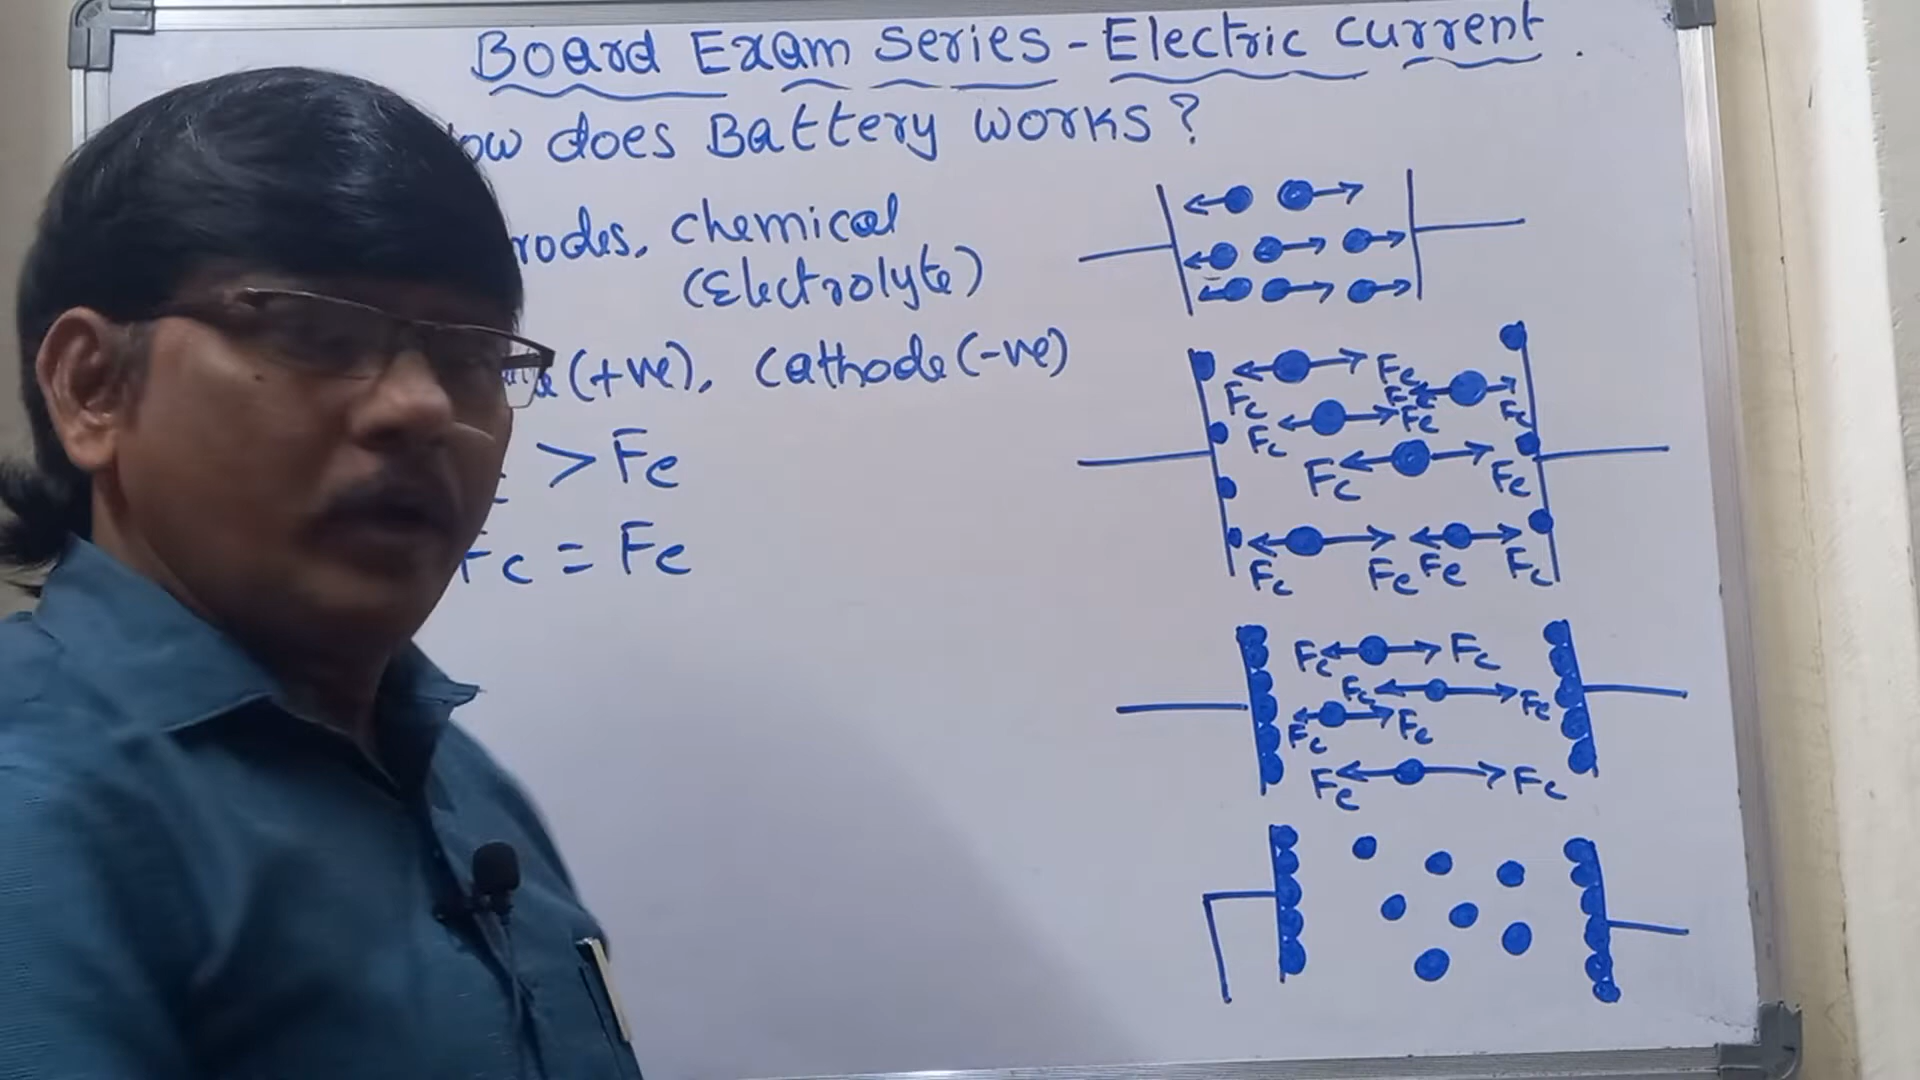 Board Exam Series - Electric Current.
ow does Battery works?
rodes, chemical
(Electrolyte)
(+ve), cathode (-ve)
> Fe
Fc = Fe
Fc Fe Fe Fc
Fc Fe
Fc Fe
Fc Fe Fe Fc
Fc Fe
Fc Fe
Fc Fc
Fe Fc